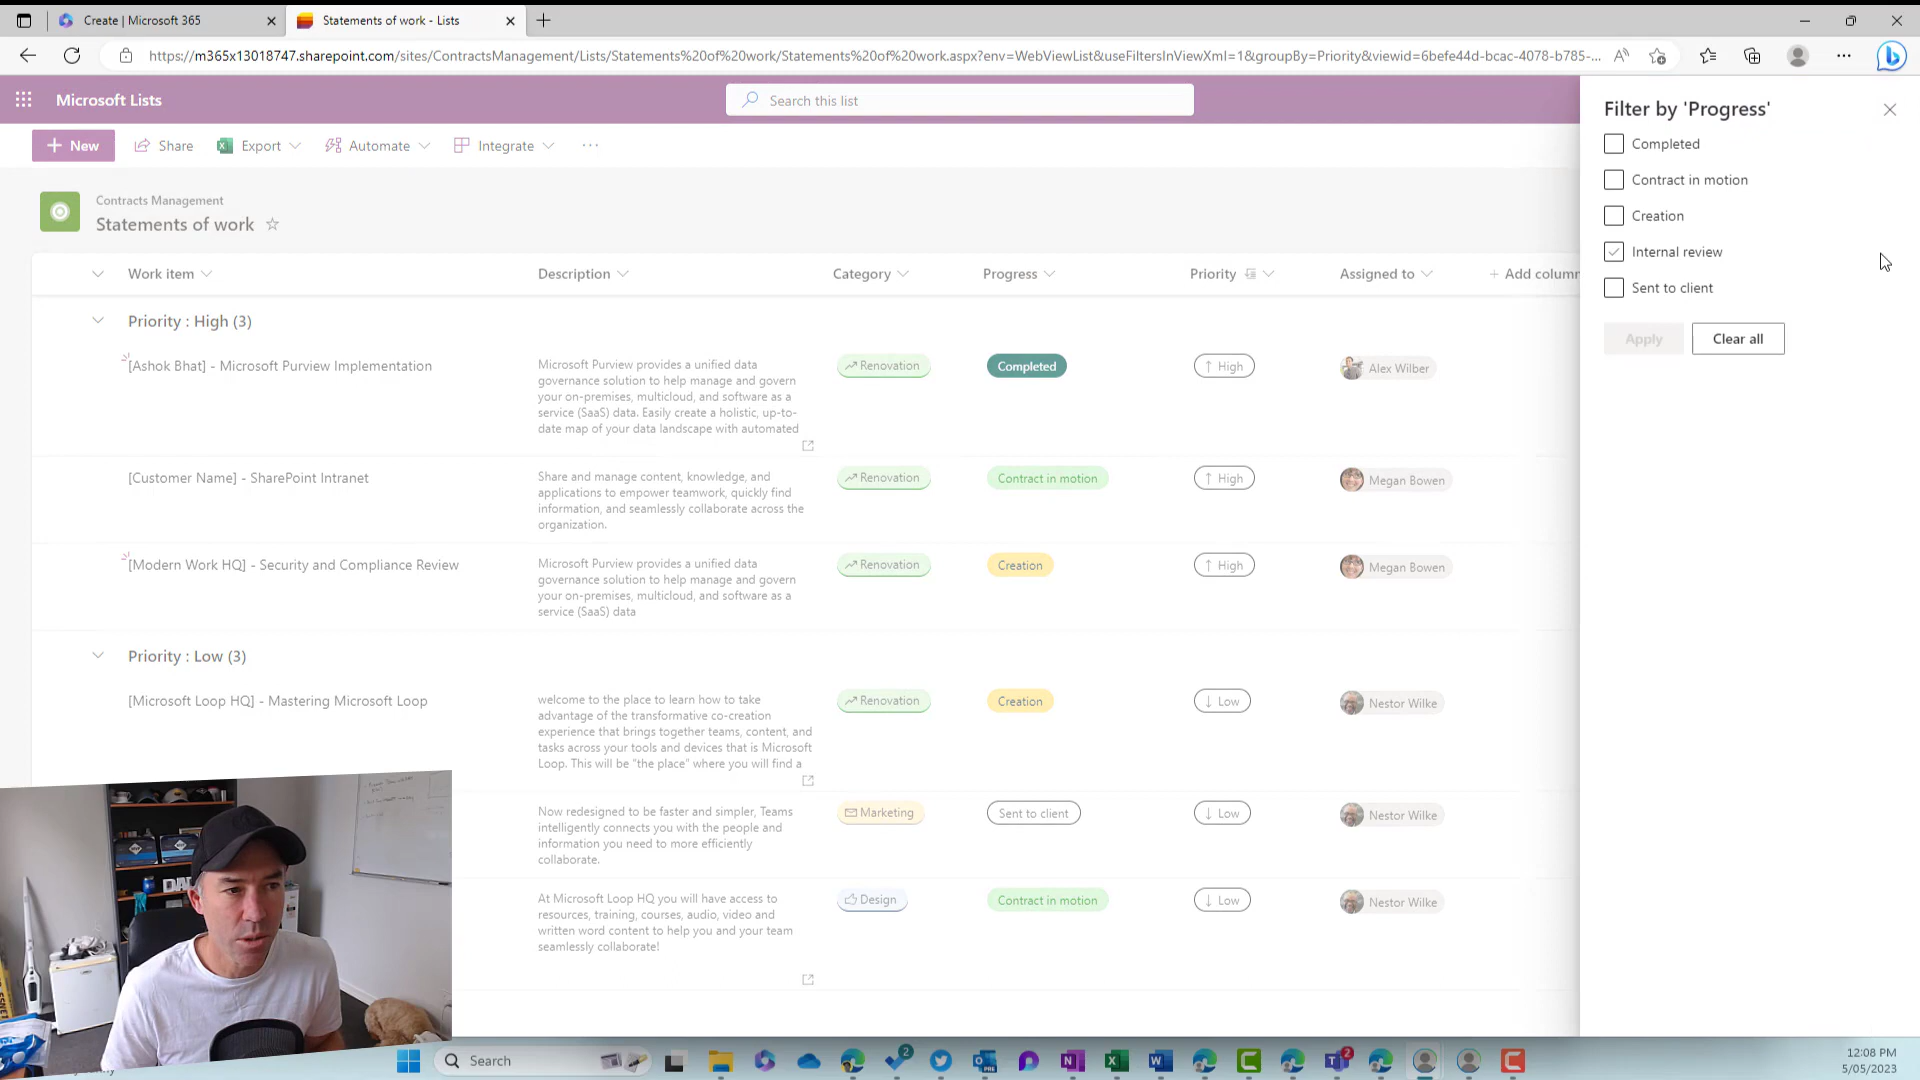 Create | Microsoft 365
Statements of work - Lists
https://m365x13018747.sharepoint.com/sites/ContractsManagement/Lists/Statements%20of%20work/Statements%20of%20work.aspx?env=WebViewList&useFiltersInViewXml=1&groupBy=Priority&viewid=6befe44d-bcac-4078-b785-...
Microsoft Lists
Search this list
New
Share
Export
Automate
Integrate
Contracts Management
Statements of work
Work item
Description
Category
Progress
Priority
Assigned to
Add column
Priority : High (3)
[Ashok Bhat] - Microsoft Purview Implementation
Microsoft Purview provides a unified data
governance solution to help manage and govern
your on-premises, multicloud, and software as a
service (SaaS) data. Easily create a holistic, up-to-
date map of your data landscape with automated
Renovation
Completed
High
Alex Wilber
[Customer Name] - SharePoint Intranet
Share and manage content, knowledge, and
applications to empower teamwork, quickly find
information, and seamlessly collaborate across the
organization.
Renovation
Contract in motion
High
Megan Bowen
[Modern Work HQ] - Security and Compliance Review
Microsoft Purview provides a unified data
governance solution to help manage and govern
your on-premises, multicloud, and software as a
service (SaaS) data
Renovation
Creation
High
Megan Bowen
Priority : Low (3)
[Microsoft Loop HQ] - Mastering Microsoft Loop
welcome to the place to learn how to take
advantage of the transformative co-creation
experience that brings together teams, content, and
tasks across your tools and devices that is Microsoft
Loop. This will be “the place” where you will find a
Renovation
Creation
Low
Nestor Wilke
Now redesigned to be faster and simpler, Teams
intelligently connects you with the people and
information you need to more efficiently
collaborate.
Marketing
Sent to client
Low
Nestor Wilke
At Microsoft Loop HQ you will have access to
resources, training, courses, audio, video and
written word content to help you and your team
seamlessly collaborate!
Design
Contract in motion
Low
Nestor Wilke
Filter by 'Progress'
Completed
Contract in motion
Creation
Internal review
Sent to client
Apply
Clear all
Search
2
2
12:08 PM
5/05/2023